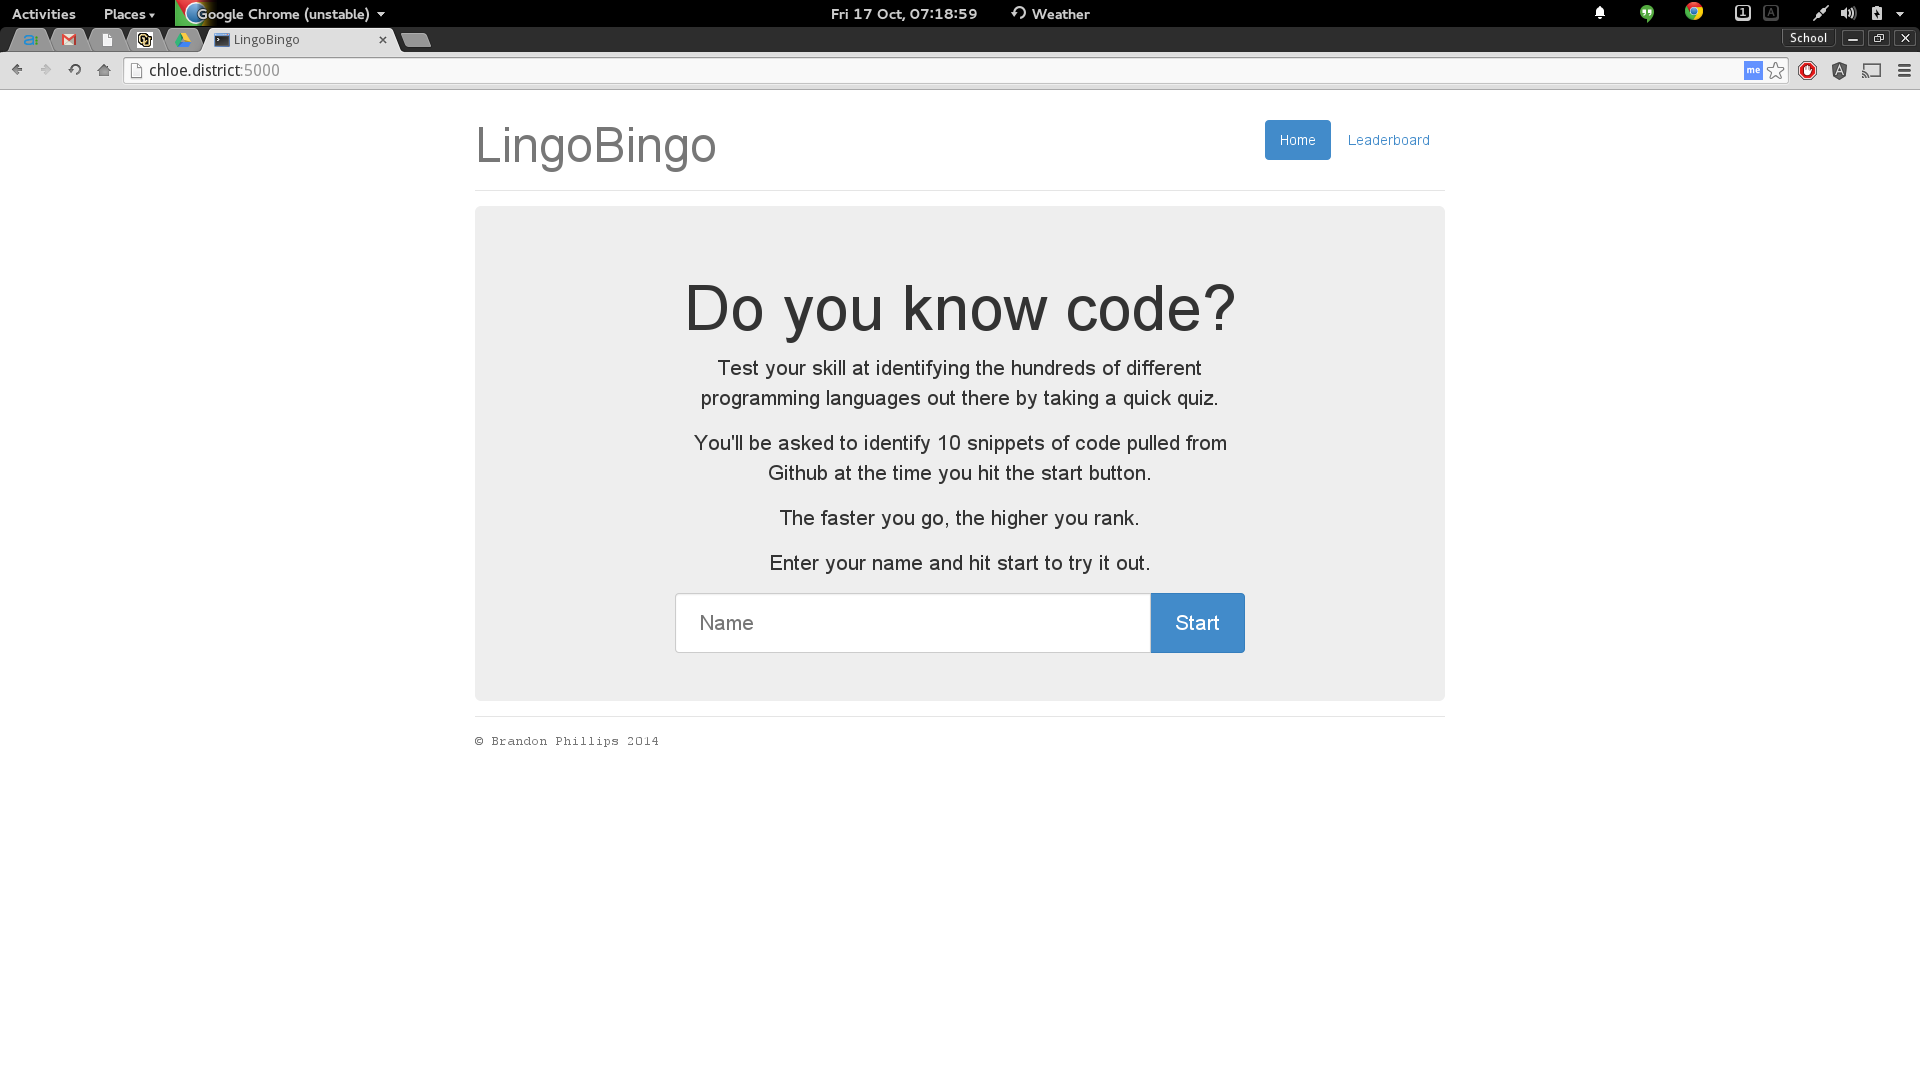 Activities Places Google Chrome (unstable) Fri 17 Oct, 07:18:59 Weather 1 A
LingoBingo School
chloe.district:5000 me
LingoBingo Home Leaderboard
Do you know code?
Test your skill at identifying the hundreds of different
programming languages out there by taking a quick quiz.
You'll be asked to identify 10 snippets of code pulled from
Github at the time you hit the start button.
The faster you go, the higher you rank.
Enter your name and hit start to try it out.
Name Start
© Brandon Phillips 2014